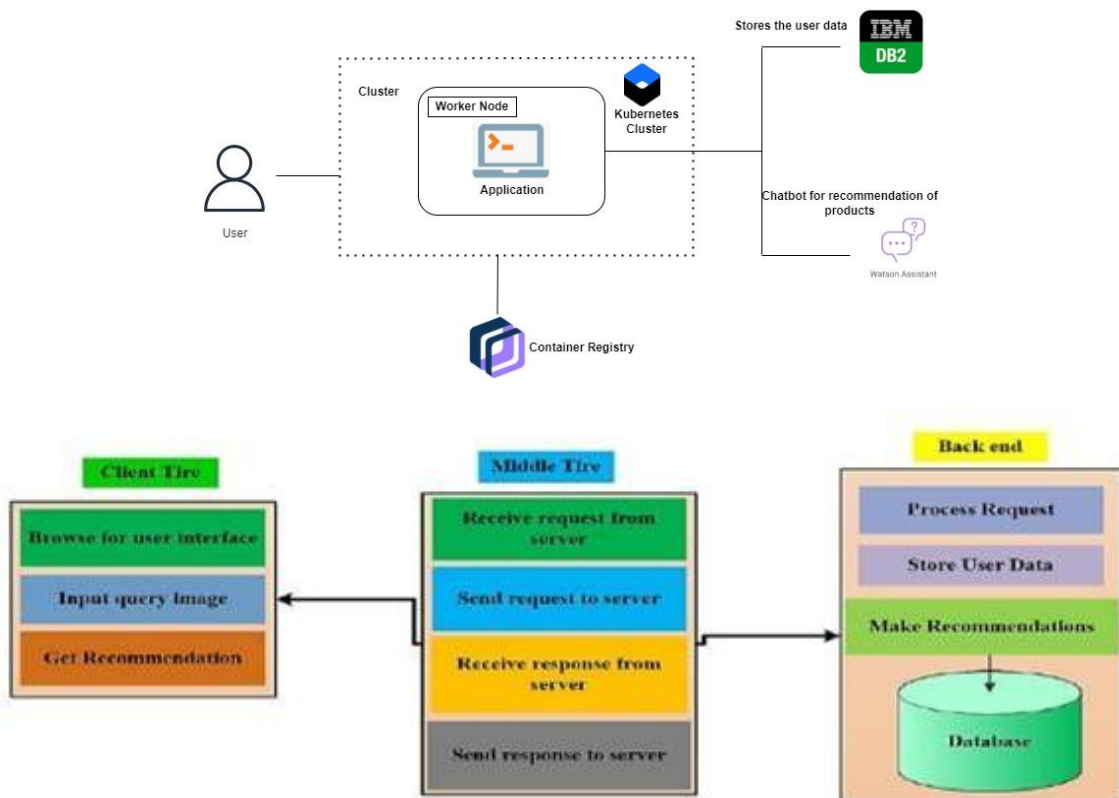 Stores the user data
IBM
DB2
Cluster
Worker Node
Kubernetes
Cluster
Application
User
Chatbot for recommendation of
products
?
Watson Assistant
Container Registry
Client Tire
Middle Tire
Back end
Browse for user interface
Input query image
Get Recommendation
Receive request from
server
Send request to server
Receive response from
server
Send response to server
Process Request
Store User Data
Make Recommendations
Database